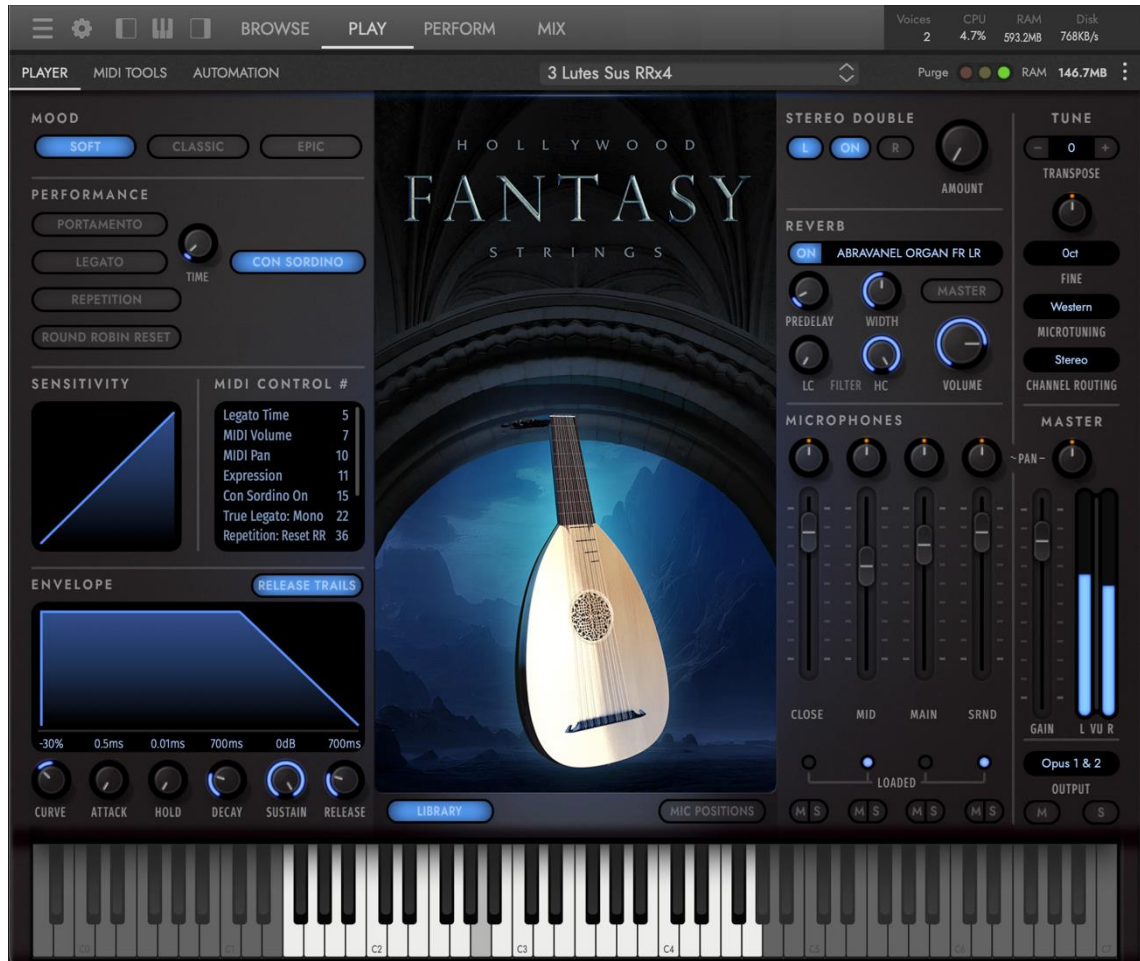 BROWSE PLAY PERFORM MIX
Voices CPU RAM Disk
2 4.7% 593.2MB 768KB/s
PLAYER MIDI TOOLS AUTOMATION
3 Lutes Sus RRx4
Purge RAM 146.7MB
MOOD
SOFT CLASSIC EPIC
PERFORMANCE
PORTAMENTO
LEGATO
REPETITION
ROUND ROBIN RESET
TIME
CON SORDINO
SENSITIVITY
MIDI CONTROL #
Legato Time 5
MIDI Volume 7
MIDI Pan 10
Expression 11
Con Sordino On 15
True Legato: Mono 22
Repetition: Reset RR 36
ENVELOPE
RELEASE TRAILS
-30% 0.5ms 0.01ms 700ms 0dB 700ms
CURVE ATTACK HOLD DECAY SUSTAIN RELEASE
HOLLYWOOD
FANTASY
STRINGS
LIBRARY
MIC POSITIONS
STEREO DOUBLE
L ON R
AMOUNT
REVERB
ON ABRAVANEL ORGAN FR LR
PREDELAY WIDTH
MASTER
LC FILTER HC
VOLUME
MICROPHONES
~PAN-
CLOSE MID MAIN SRND
LOADED
M S M S M S M S
TUNE
- 0 +
TRANSPOSE
0ct
FINE
Western
MICROTUNING
Stereo
CHANNEL ROUTING
MASTER
GAIN L VU R
Opus 1 & 2
OUTPUT
M S
C0 C1 C2 C3 C4 C5 C6 C7